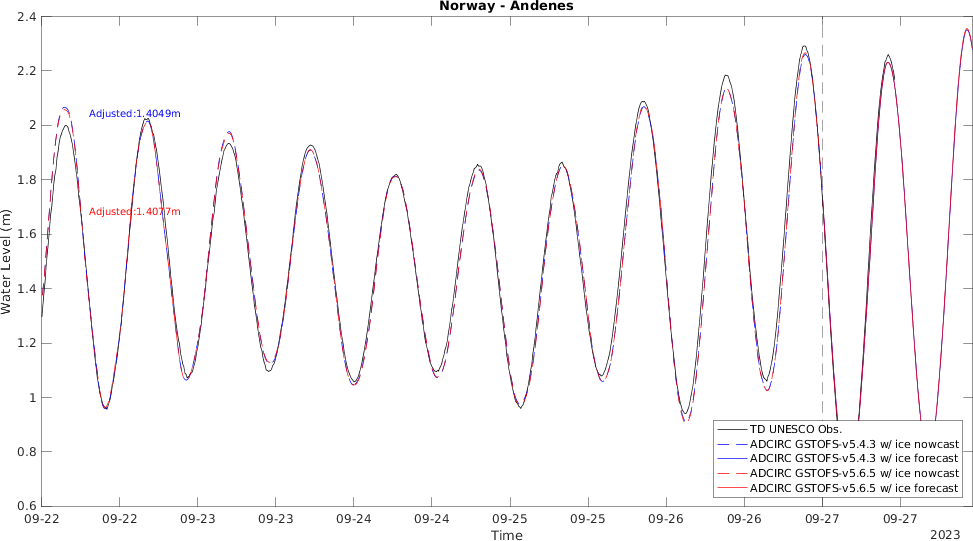 Norway - Andenes
2.4
2.2
2
1.8
1.6
1.4
1.2
1
0.8
0.6
Water Level (m)
Adjusted:1.4049m
Adjusted:1.4077m
TD UNESCO Obs.
ADCIRC GSTOFS-v5.4.3 w/ ice nowcast
ADCIRC GSTOFS-v5.4.3 w/ ice forecast
ADCIRC GSTOFS-v5.6.5 w/ ice nowcast
ADCIRC GSTOFS-v5.6.5 w/ ice forecast
09-22 09-22 09-23 09-23 09-24 09-24 09-25 09-25 09-26 09-26 09-27 09-27
Time
2023